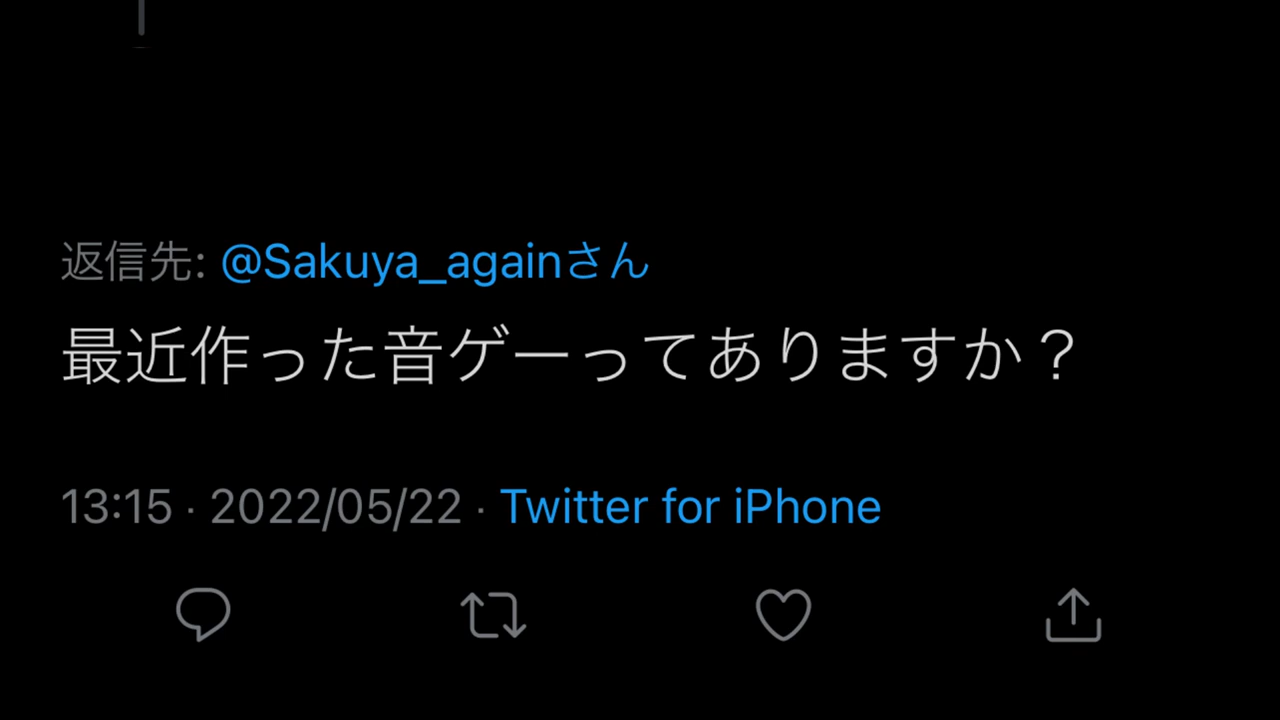 返信先: @Sakuya_againさん
最近作った音ゲーってありますか？
13:15 · 2022/05/22 · Twitter for iPhone